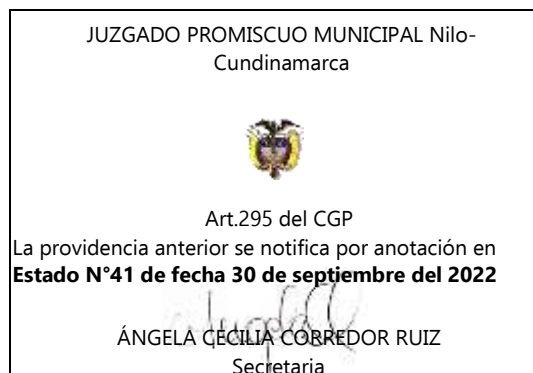 JUZGADO PROMISCUO MUNICIPAL Nilo-
Cundinamarca
Art.295 del CGP
La providencia anterior se notifica por anotación en
Estado N°41 de fecha 30 de septiembre del 2022
ÁNGELA CECILIA CORREDOR RUIZ
Secretaria